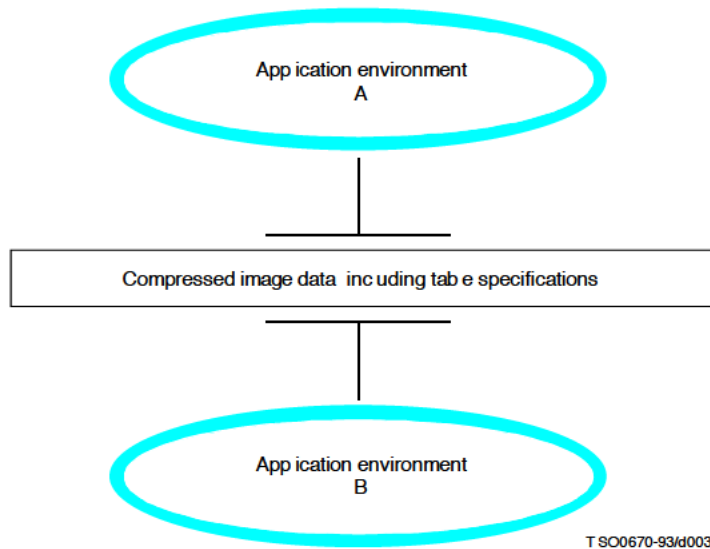 App ication environment
A
Compressed image data inc uding tab e specifications
App ication environment
B
T SO0670-93/d003